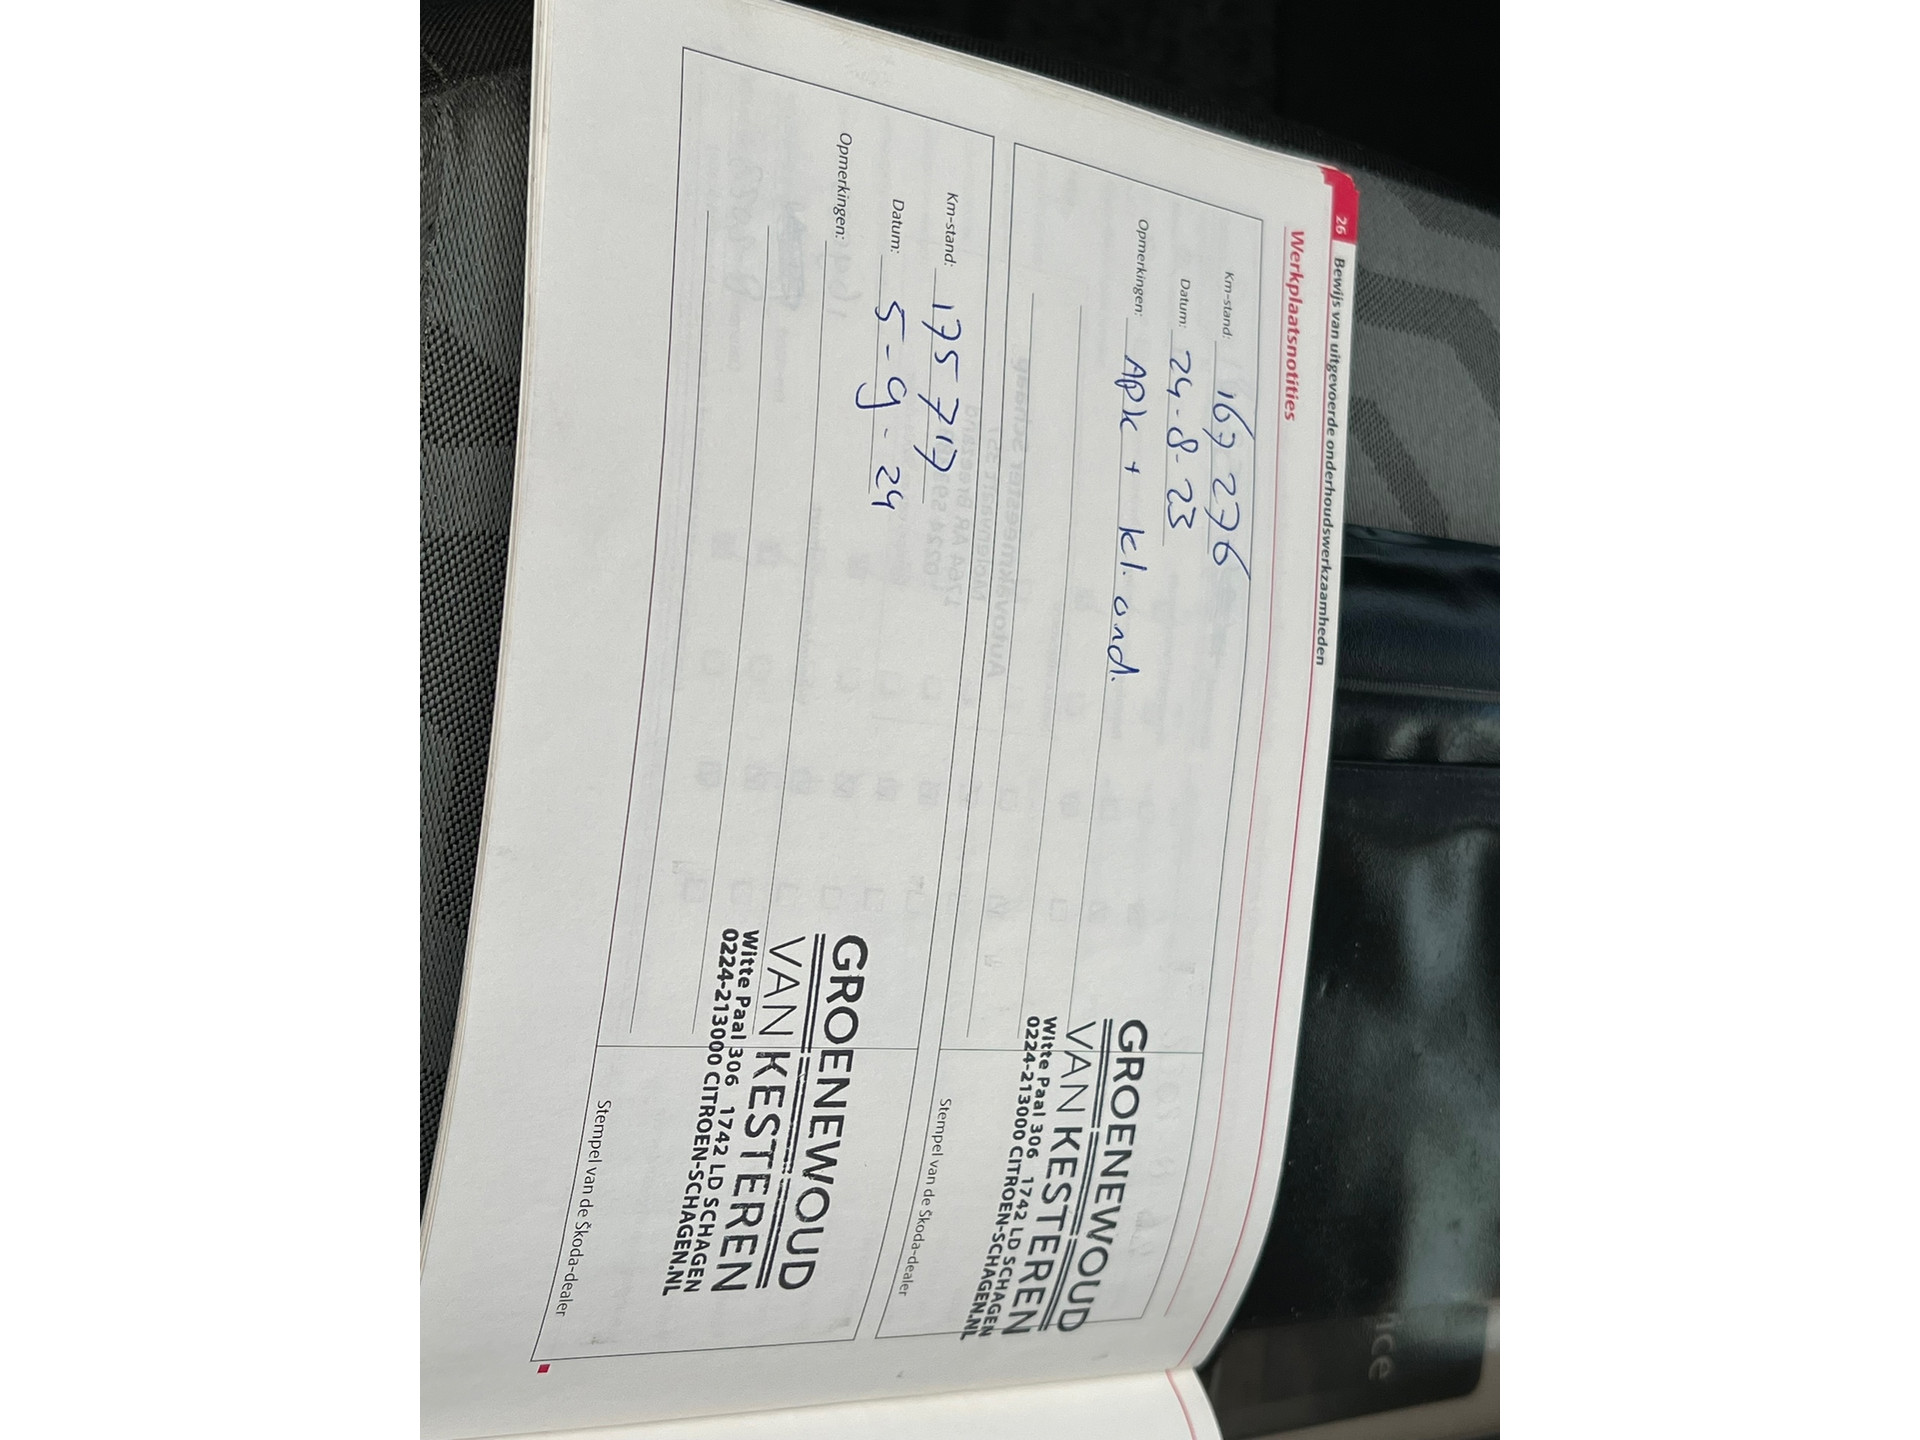 26 Bewijs van uitgevoerde onderhoudswerkzaamheden
Werkplaatsnotities
Km-stand: 167 276
Datum: 24-8-23
Opmerkingen: APK + kl. ond.
GROENEWOUD
VAN KESTEREN
Witte Paal 306 1742 LD SCHAGEN
0224-213000 CITROEN-SCHAGEN.NL
Stempel van de Škoda-dealer
Km-stand: 175 717
Datum: 5-9-24
Opmerkingen:
GROENEWOUD
VAN KESTEREN
Witte Paal 306 1742 LD SCHAGEN
0224-213000 CITROEN-SCHAGEN.NL
Stempel van de Škoda-dealer